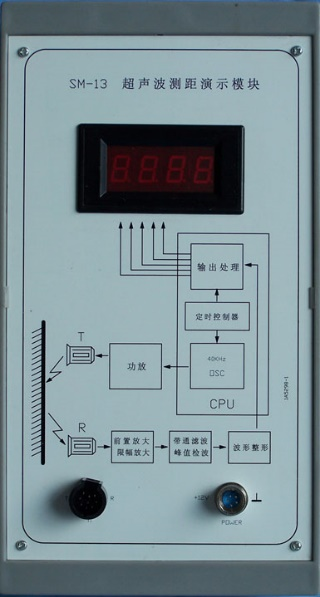 SM-13 超声波测距演示模块
8.8.8.8
输出处理
定时控制器
40KHz
OSC
CPU
T
功放
R
前置放大
限幅放大
带通滤波
峰值检波
波形整形
+12V
POWER